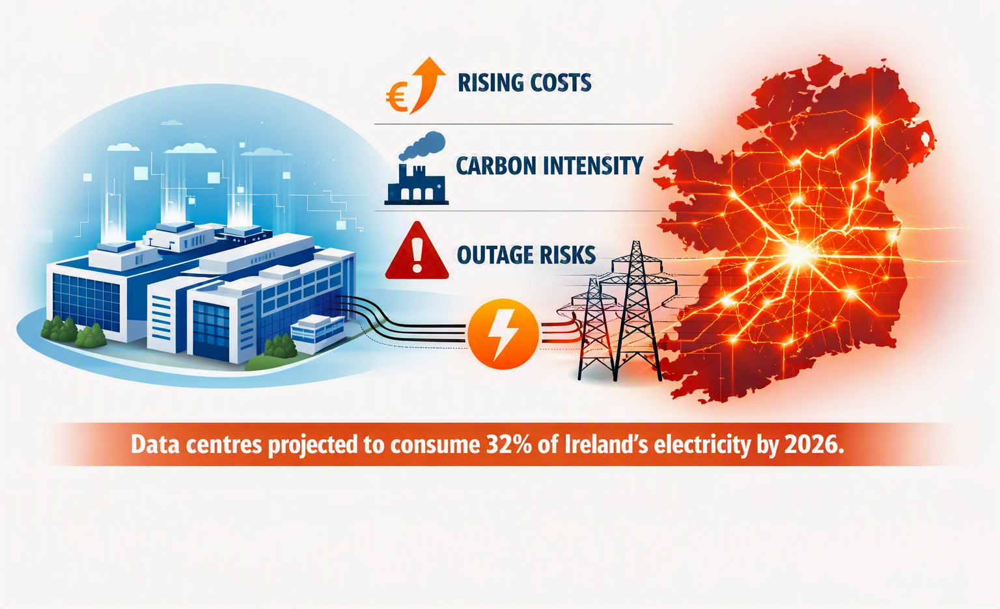 €
RISING COSTS
CARBON INTENSITY
!
OUTAGE RISKS
Data centres projected to consume 32% of Ireland’s electricity by 2026.